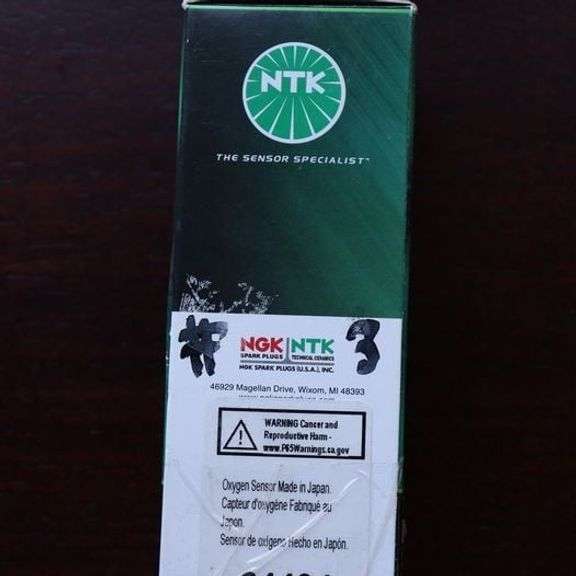 NTK
THE SENSOR SPECIALIST™
# 3
NGK NTK
SPARK PLUGS TECHNICAL CERAMICS
NGK SPARK PLUGS (U.S.A.), INC.
46929 Magellan Drive, Wixom, MI 48393
WARNING Cancer and
Reproductive Harm -
www.P65Warnings.ca.gov
Oxygen Sensor Made in Japan.
Capteur d'oxygène Fabriqué au
Japon.
Sensor de oxígeno Hecho en Japón.